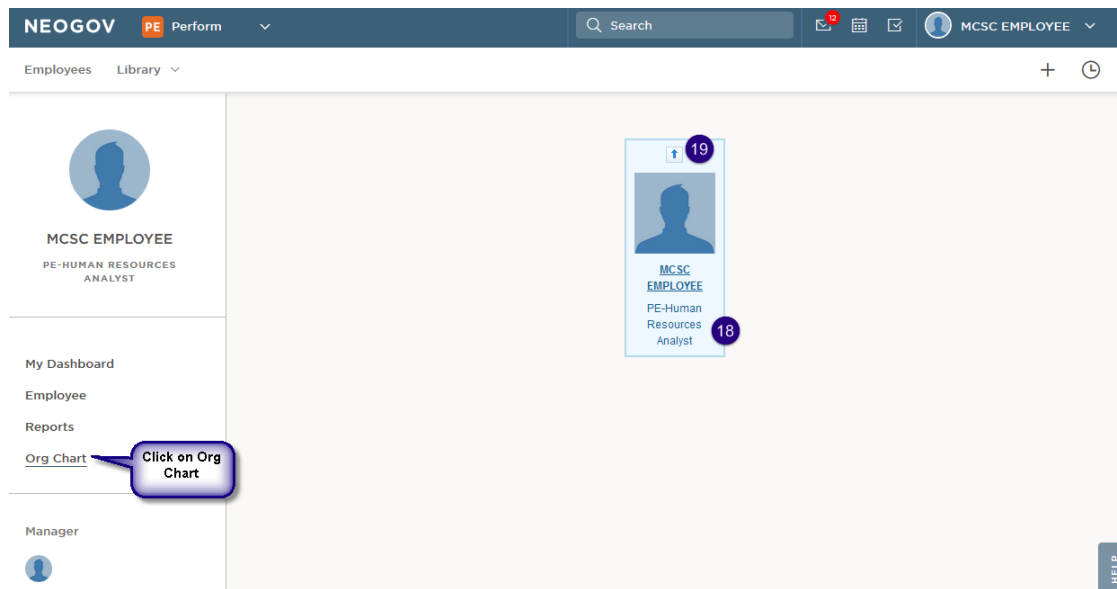 NEOGOV PE Perform Search 12 MCSC EMPLOYEE
Employees Library
19
MCSC EMPLOYEE
PE-HUMAN RESOURCES
ANALYST
MCSC
EMPLOYEE
PE-Human
Resources
Analyst
18
My Dashboard
Employee
Reports
Org Chart
Click on Org
Chart
Manager
HELP